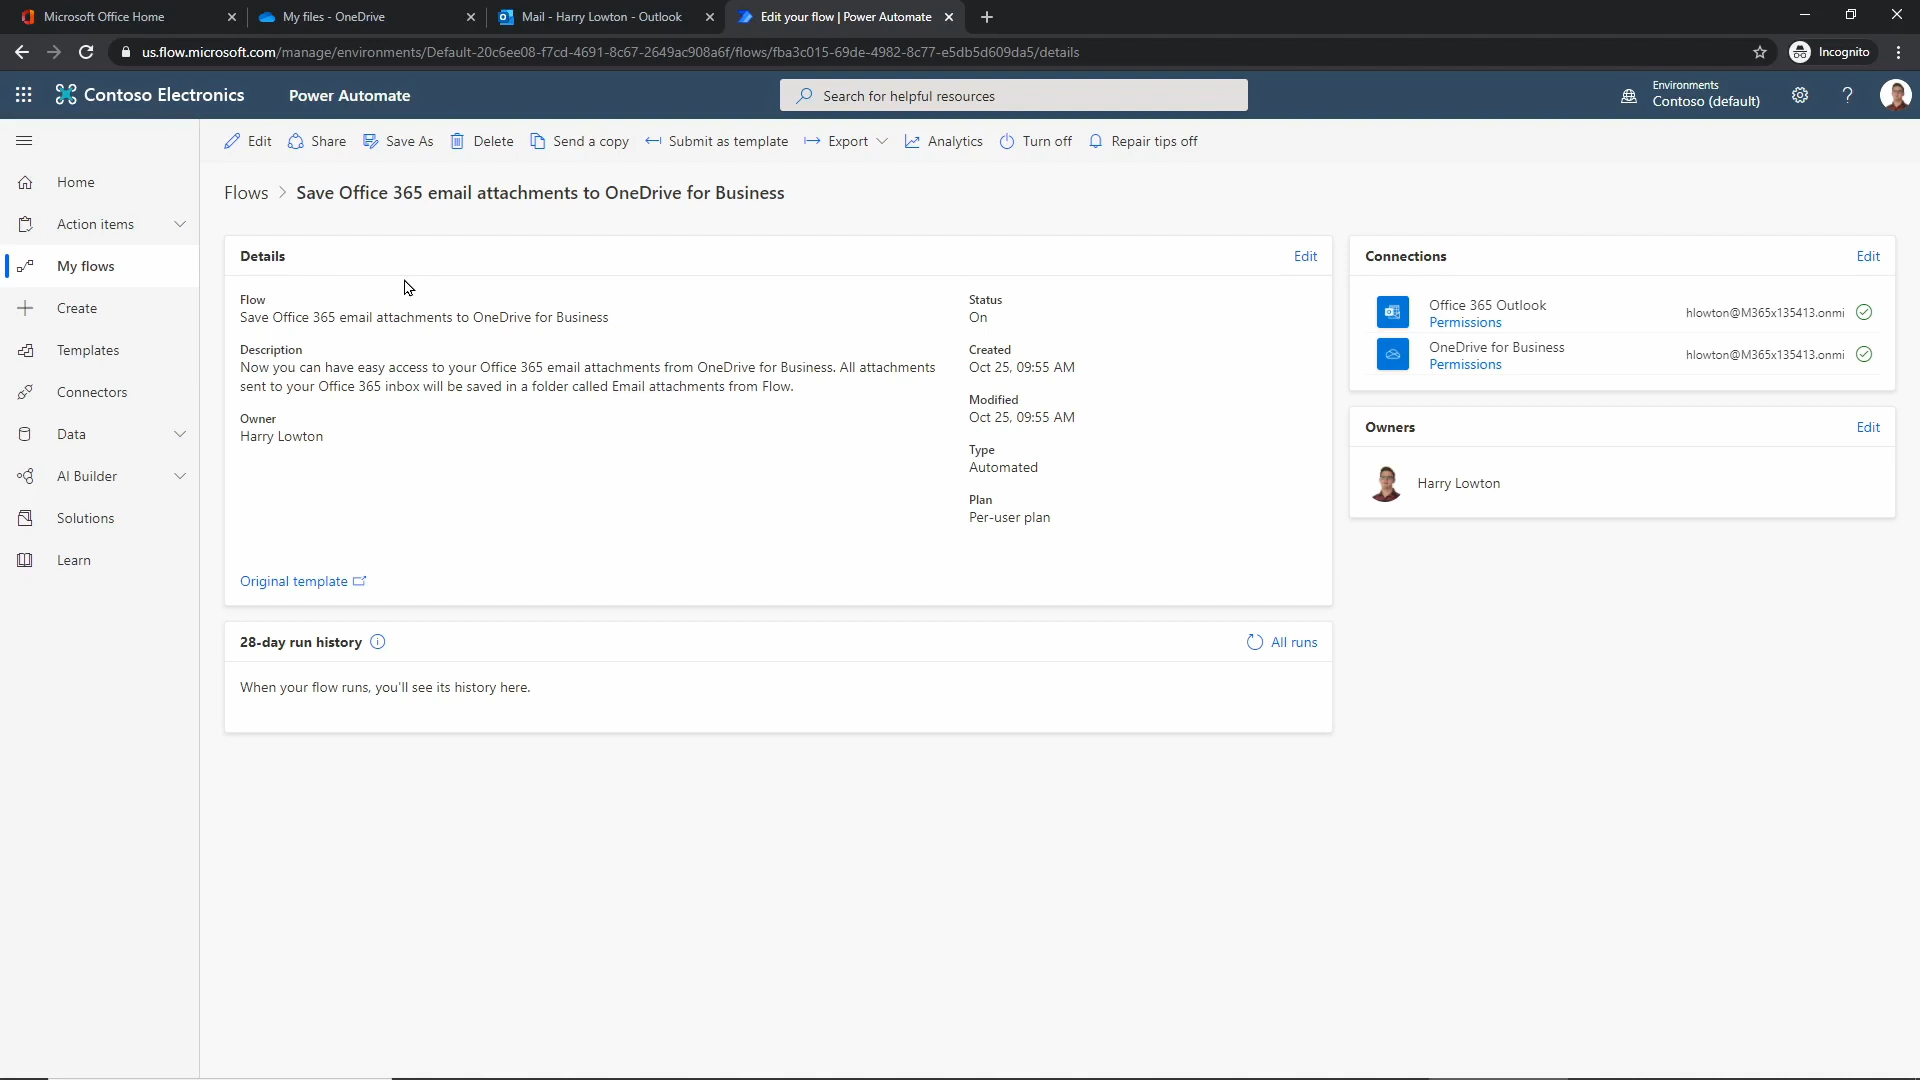 Microsoft Office Home
My files - OneDrive
Mail - Harry Lowton - Outlook
Edit your flow | Power Automate
us.flow.microsoft.com/manage/environments/Default-20c6ee08-f7cd-4691-8c67-2649ac908a6f/flows/fba3c015-69de-4982-8c77-e5db5d609da5/details
Incognito
Contoso Electronics
Power Automate
Search for helpful resources
Environments
Contoso (default)
?
Edit
Share
Save As
Delete
Send a copy
Submit as template
Export
Analytics
Turn off
Repair tips off
Home
Action items
My flows
Create
Templates
Connectors
Data
AI Builder
Solutions
Learn
Flows > Save Office 365 email attachments to OneDrive for Business
Details
Edit
Flow
Save Office 365 email attachments to OneDrive for Business
Description
Now you can have easy access to your Office 365 email attachments from OneDrive for Business. All attachments
sent to your Office 365 inbox will be saved in a folder called Email attachments from Flow.
Owner
Harry Lowton
Status
On
Created
Oct 25, 09:55 AM
Modified
Oct 25, 09:55 AM
Type
Automated
Plan
Per-user plan
Original template
28-day run history
All runs
When your flow runs, you'll see its history here.
Connections
Edit
Office 365 Outlook
Permissions
hlowton@M365x135413.onmi
OneDrive for Business
Permissions
hlowton@M365x135413.onmi
Owners
Edit
Harry Lowton